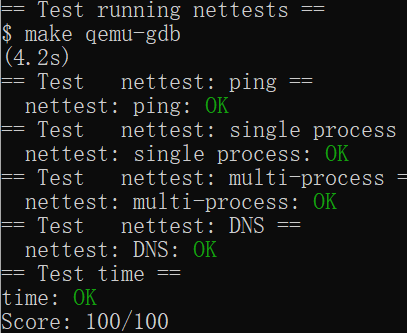 == Test running nettests ==
$ make qemu-gdb
(4.2s)
== Test   nettest: ping ==
  nettest: ping: OK
== Test   nettest: single process
  nettest: single process: OK
== Test   nettest: multi-process =
  nettest: multi-process: OK
== Test   nettest: DNS ==
  nettest: DNS: OK
== Test time ==
time: OK
Score: 100/100